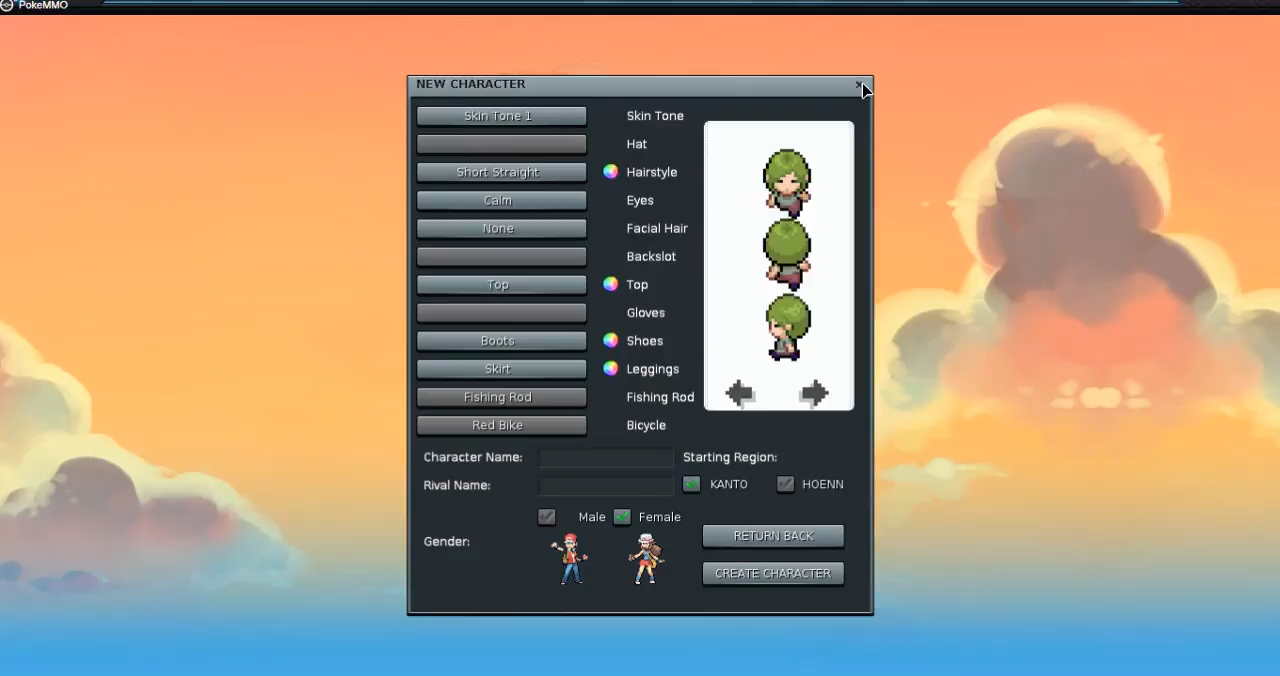 PokeMMO
NEW CHARACTER
Skin Tone 1 Skin Tone
Hat
Short Straight Hairstyle
Calm Eyes
None Facial Hair
Backslot
Top Top
Gloves
Boots Shoes
Skirt Leggings
Fishing Rod Fishing Rod
Red Bike Bicycle
Character Name: Starting Region:
Rival Name: KANTO HOENN
Male Female
Gender:
RETURN BACK
CREATE CHARACTER